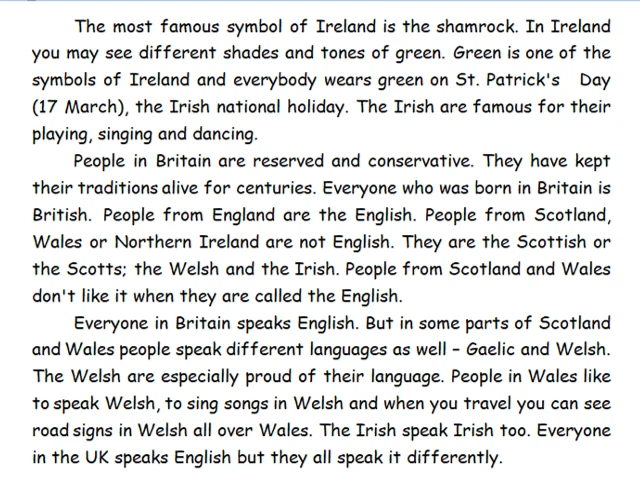 The most famous symbol of Ireland is the shamrock. In Ireland
you may see different shades and tones of green. Green is one of the
symbols of Ireland and everybody wears green on St. Patrick's Day
(17 March), the Irish national holiday. The Irish are famous for their
playing, singing and dancing.
People in Britain are reserved and conservative. They have kept
their traditions alive for centuries. Everyone who was born in Britain is
British. People from England are the English. People from Scotland,
Wales or Northern Ireland are not English. They are the Scottish or
the Scotts; the Welsh and the Irish. People from Scotland and Wales
don't like it when they are called the English.
Everyone in Britain speaks English. But in some parts of Scotland
and Wales people speak different languages as well – Gaelic and Welsh.
The Welsh are especially proud of their language. People in Wales like
to speak Welsh, to sing songs in Welsh and when you travel you can see
road signs in Welsh all over Wales. The Irish speak Irish too. Everyone
in the UK speaks English but they all speak it differently.